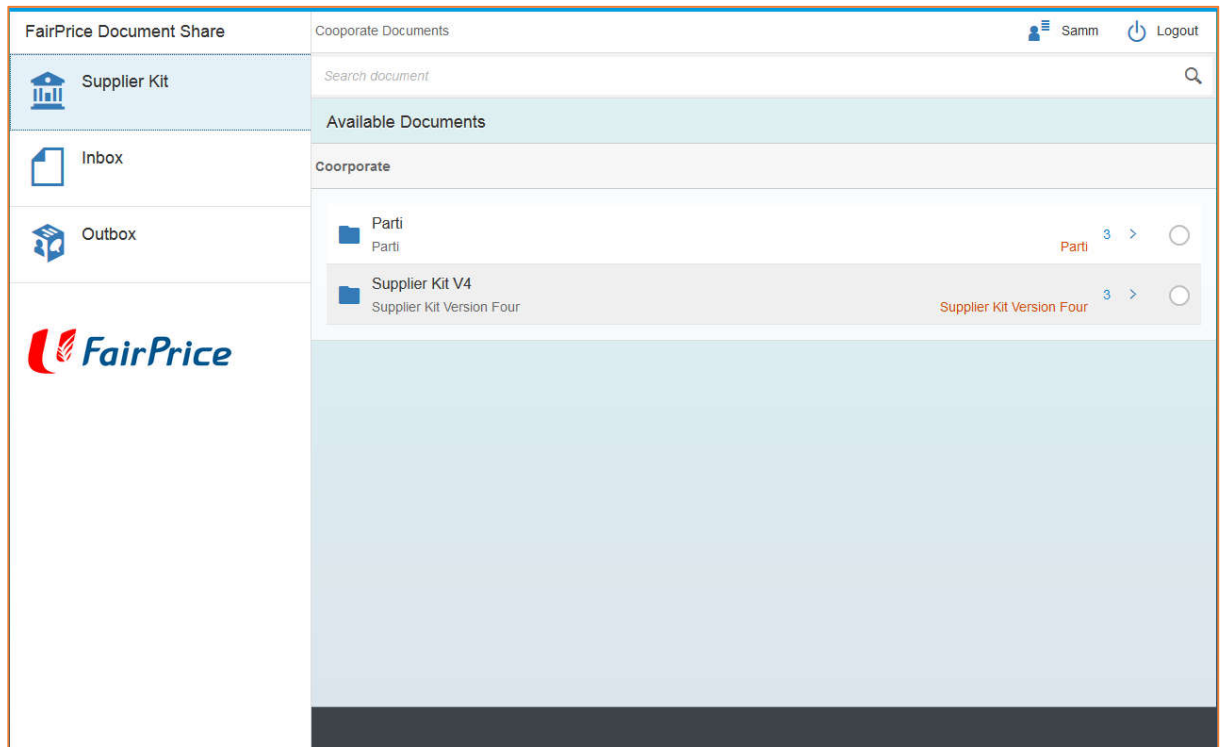 FairPrice Document Share
Cooporate Documents
Samm
Logout
Supplier Kit
Search document
Available Documents
Inbox
Coorporate
Outbox
Parti
Parti
3
Parti
Supplier Kit V4
Supplier Kit Version Four
3
Supplier Kit Version Four
FairPrice